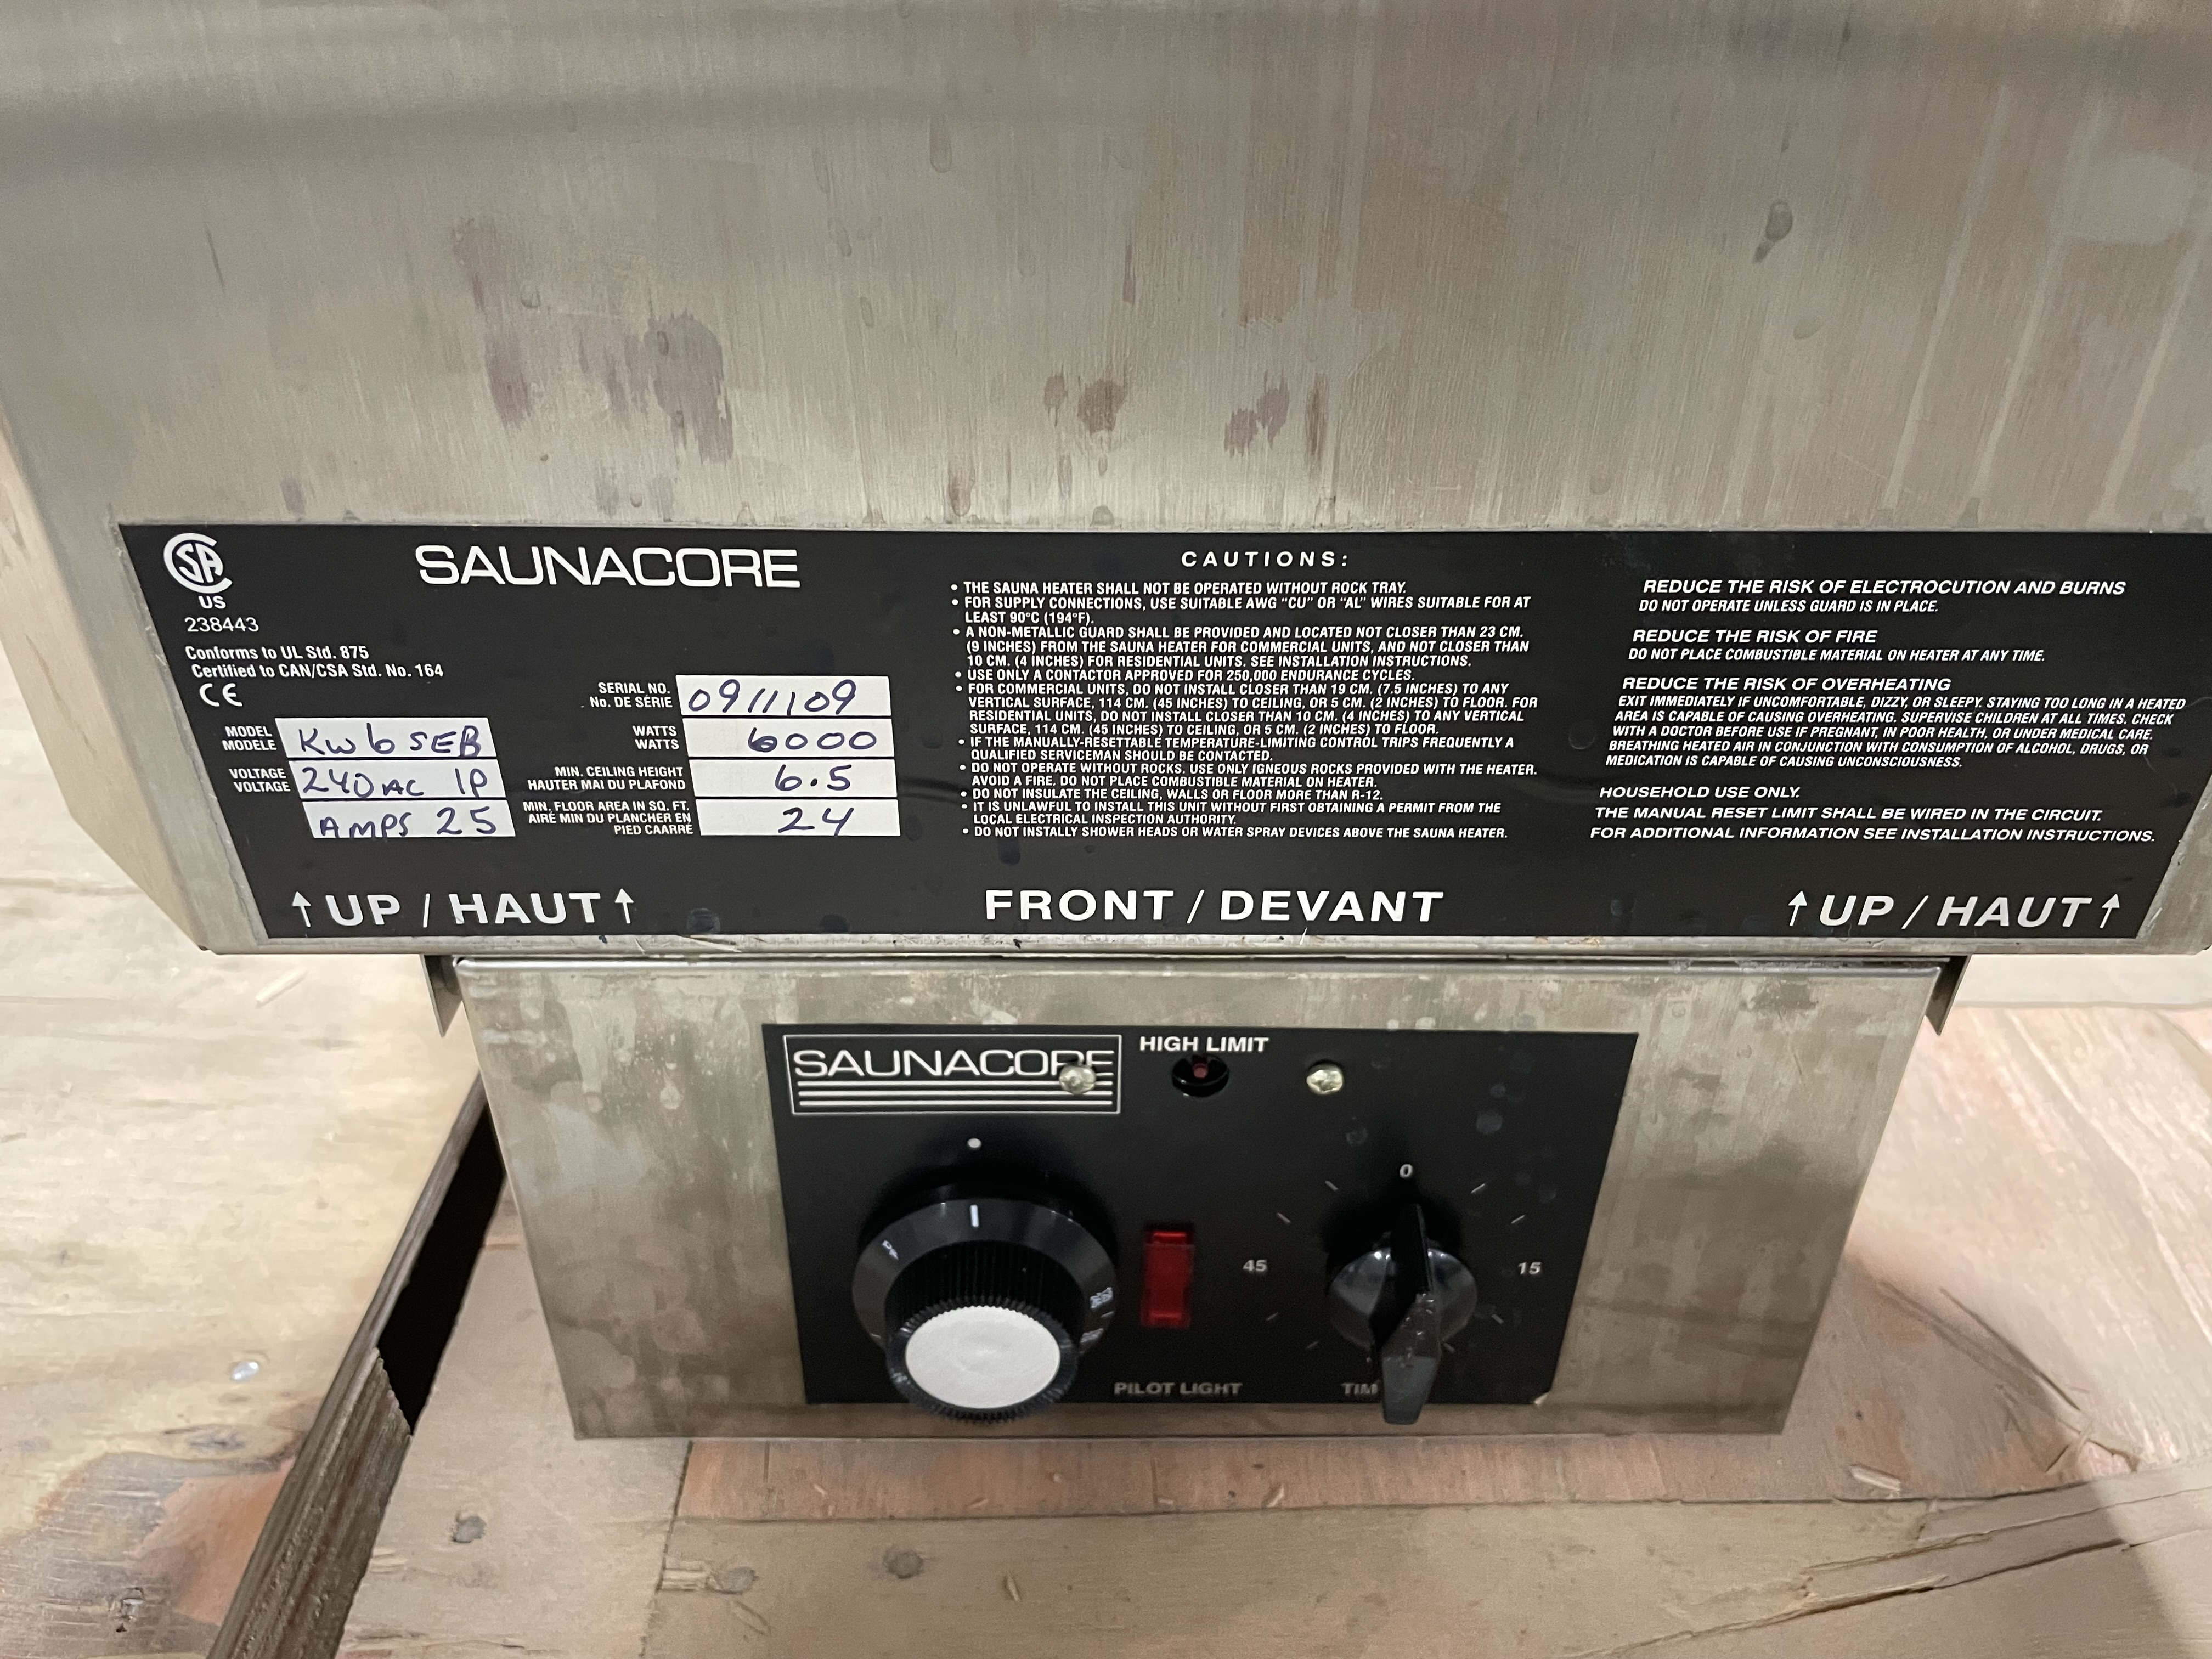 CSA
US
238443
Conforms to UL Std. 875
Certified to CAN/CSA Std. No. 164
CE
SAUNACORE
MODEL
MODELE
KW6SEB
VOLTAGE
VOLTAGE
240AC 1P
AMPS 25
SERIAL NO.
No. DE SÉRIE
0911109
WATTS
WATTS
6000
MIN. CEILING HEIGHT
HAUTER MAI DU PLAFOND
6.5
MIN. FLOOR AREA IN SQ. FT.
AIRÉ MIN DU PLANCHER EN
PIED CAARRÉ
24
CAUTIONS:
• THE SAUNA HEATER SHALL NOT BE OPERATED WITHOUT ROCK TRAY.
• FOR SUPPLY CONNECTIONS, USE SUITABLE AWG "CU" OR "AL" WIRES SUITABLE FOR AT
LEAST 90°C (194°F).
• A NON-METALLIC GUARD SHALL BE PROVIDED AND LOCATED NOT CLOSER THAN 23 CM.
(9 INCHES) FROM THE SAUNA HEATER FOR COMMERCIAL UNITS, AND NOT CLOSER THAN
10 CM. (4 INCHES) FOR RESIDENTIAL UNITS. SEE INSTALLATION INSTRUCTIONS.
• USE ONLY A CONTACTOR APPROVED FOR 250,000 ENDURANCE CYCLES.
• FOR COMMERCIAL UNITS, DO NOT INSTALL CLOSER THAN 19 CM. (7.5 INCHES) TO ANY
VERTICAL SURFACE, 114 CM. (45 INCHES) TO CEILING, OR 5 CM. (2 INCHES) TO FLOOR. FOR
RESIDENTIAL UNITS, DO NOT INSTALL CLOSER THAN 10 CM. (4 INCHES) TO ANY VERTICAL
SURFACE, 114 CM. (45 INCHES) TO CEILING, OR 5 CM. (2 INCHES) TO FLOOR.
• IF THE MANUALLY-RESETTABLE TEMPERATURE-LIMITING CONTROL TRIPS FREQUENTLY A
QUALIFIED SERVICEMAN SHOULD BE CONTACTED.
• DO NOT OPERATE WITHOUT ROCKS. USE ONLY IGNEOUS ROCKS PROVIDED WITH THE HEATER.
AVOID A FIRE. DO NOT PLACE COMBUSTIBLE MATERIAL ON HEATER.
• DO NOT INSULATE THE CEILING, WALLS OR FLOOR MORE THAN R-12.
• IT IS UNLAWFUL TO INSTALL THIS UNIT WITHOUT FIRST OBTAINING A PERMIT FROM THE
LOCAL ELECTRICAL INSPECTION AUTHORITY.
• DO NOT INSTALLY SHOWER HEADS OR WATER SPRAY DEVICES ABOVE THE SAUNA HEATER.
REDUCE THE RISK OF ELECTROCUTION AND BURNS
DO NOT OPERATE UNLESS GUARD IS IN PLACE.
REDUCE THE RISK OF FIRE
DO NOT PLACE COMBUSTIBLE MATERIAL ON HEATER AT ANY TIME.
REDUCE THE RISK OF OVERHEATING
EXIT IMMEDIATELY IF UNCOMFORTABLE, DIZZY, OR SLEEPY. STAYING TOO LONG IN A HEATED
AREA IS CAPABLE OF CAUSING OVERHEATING. SUPERVISE CHILDREN AT ALL TIMES. CHECK
WITH A DOCTOR BEFORE USE IF PREGNANT, IN POOR HEALTH, OR UNDER MEDICAL CARE.
BREATHING HEATED AIR IN CONJUNCTION WITH CONSUMPTION OF ALCOHOL, DRUGS, OR
MEDICATION IS CAPABLE OF CAUSING UNCONSCIOUSNESS.
HOUSEHOLD USE ONLY.
THE MANUAL RESET LIMIT SHALL BE WIRED IN THE CIRCUIT.
FOR ADDITIONAL INFORMATION SEE INSTALLATION INSTRUCTIONS.
↑ UP / HAUT ↑
FRONT / DEVANT
↑ UP / HAUT ↑
SAUNACORE
HIGH LIMIT
0
45
15
PILOT LIGHT
TIM